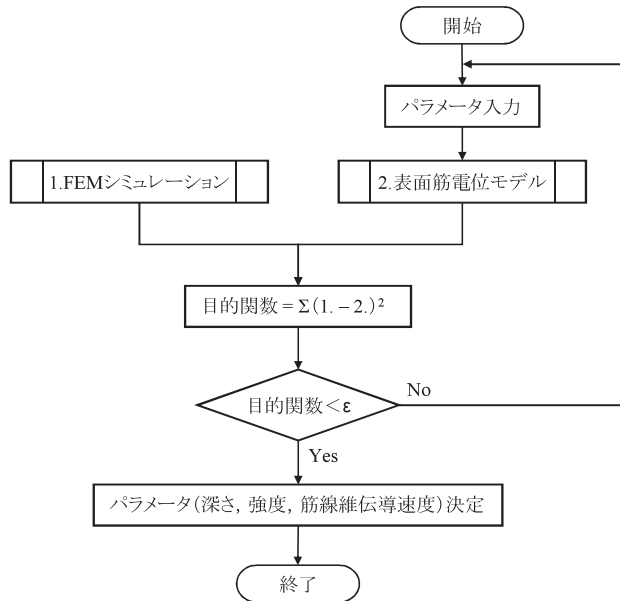 開始
パラメータ入力
1.FEMシミュレーション
2.表面筋電位モデル
目的関数 = Σ(1. − 2.)²
目的関数＜ε
No
Yes
パラメータ(深さ, 強度, 筋線維伝導速度)決定
終了